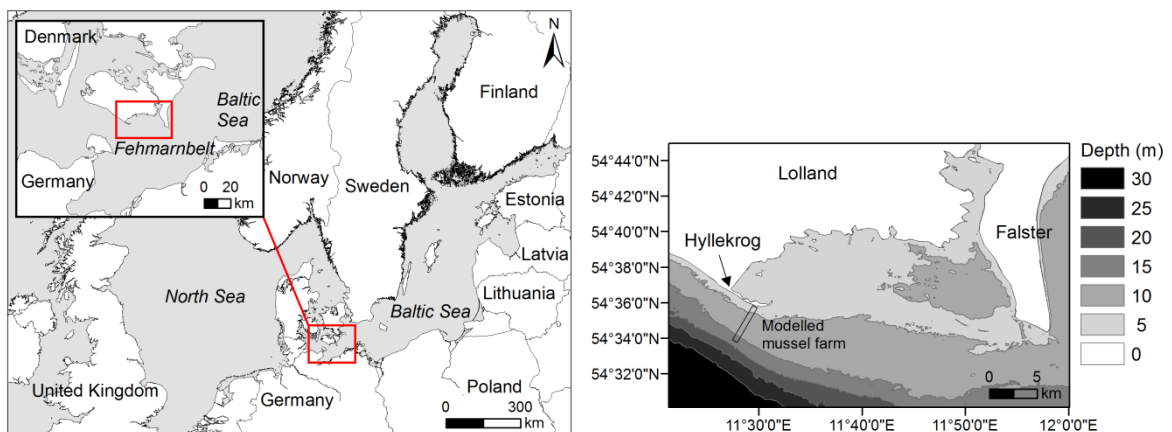 Denmark
Baltic
Sea
Fehmarnbelt
Germany
0 20
km
N
Finland
Norway
Sweden
Estonia
Latvia
Lithuania
North Sea
Baltic Sea
United Kingdom
Germany
Poland
0 300
km
54°44'0"N
54°42'0"N
54°40'0"N
54°38'0"N
54°36'0"N
54°34'0"N
54°32'0"N
Lolland
Hyllekrog
Falster
Modelled
mussel farm
0 5
km
11°30'0"E
11°40'0"E
11°50'0"E
12°0'0"E
Depth (m)
30
25
20
15
10
5
0